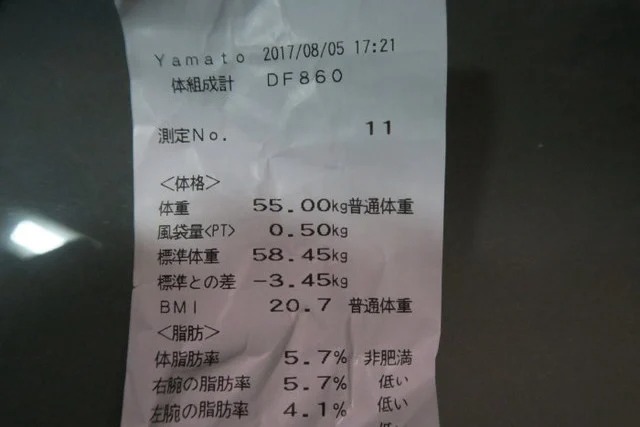 Yamato 2017/08/05 17:21
体組成計 DF860
測定No. 11
<体格>
体重 55.00kg普通体重
風袋量<PT> 0.50kg
標準体重 58.45kg
標準との差 -3.45kg
BMI 20.7 普通体重
<脂肪>
体脂肪率 5.7% 非肥満
右腕の脂肪率 5.7% 低い
左腕の脂肪率 4.1% 低い